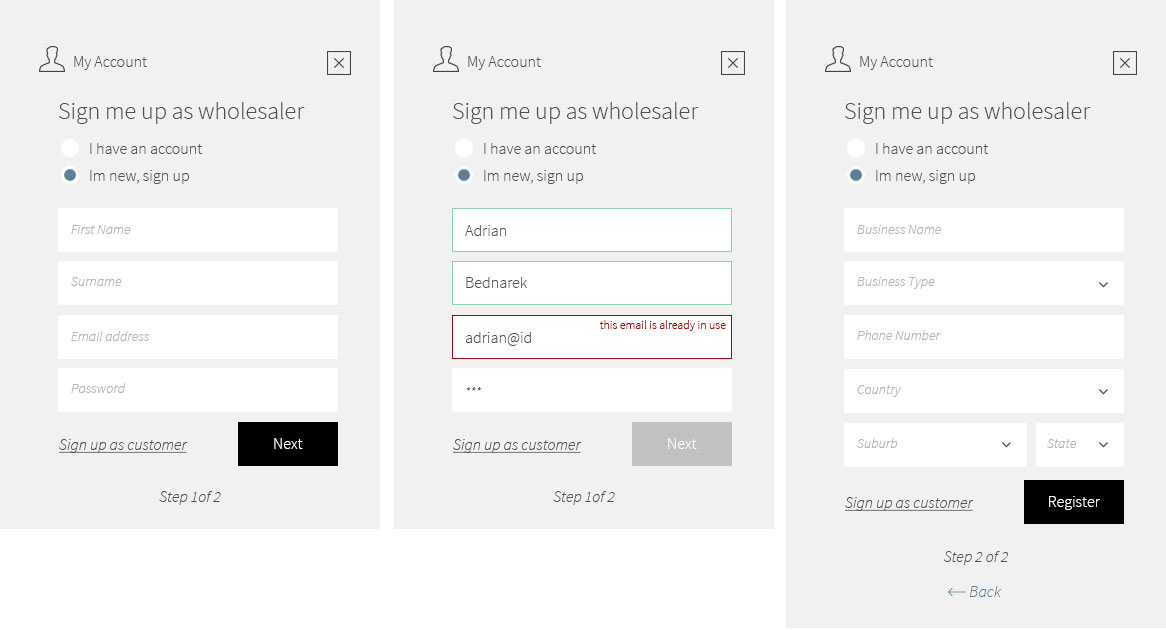 My Account
Sign me up as wholesaler
I have an account
Im new, sign up
First Name
Surname
Email address
Password
Sign up as customer
Next
Step 1of 2
My Account
Sign me up as wholesaler
I have an account
Im new, sign up
Adrian
Bednarek
this email is already in use
adrian@id
***
Sign up as customer
Next
Step 1of 2
My Account
Sign me up as wholesaler
I have an account
Im new, sign up
Business Name
Business Type
Phone Number
Country
Suburb
State
Sign up as customer
Register
Step 2 of 2
Back